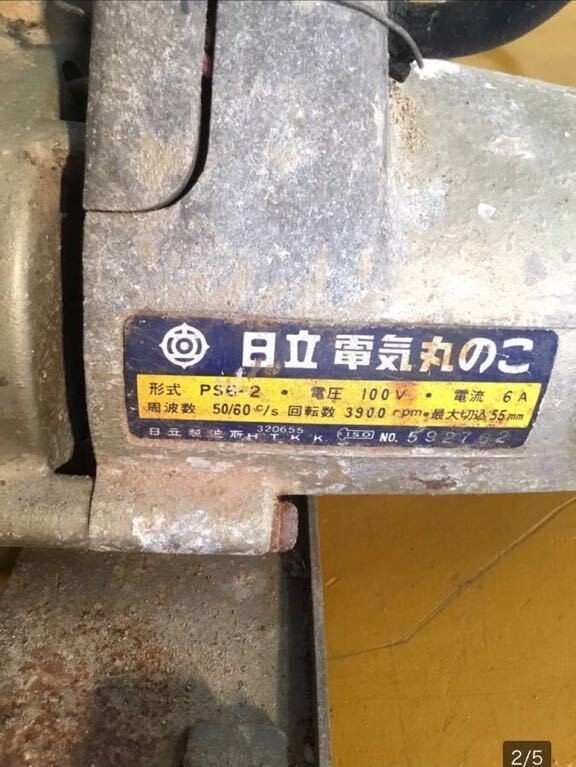 日立 電気丸のこ
形式 PS6-2 ・ 電圧 100V ・ 電流 6A
周波数 50/60 c/s 回転数 3900 rpm・最大切込 55mm
320655
日立製作所 H.T.K.K. ISO NO. 592762
2/5